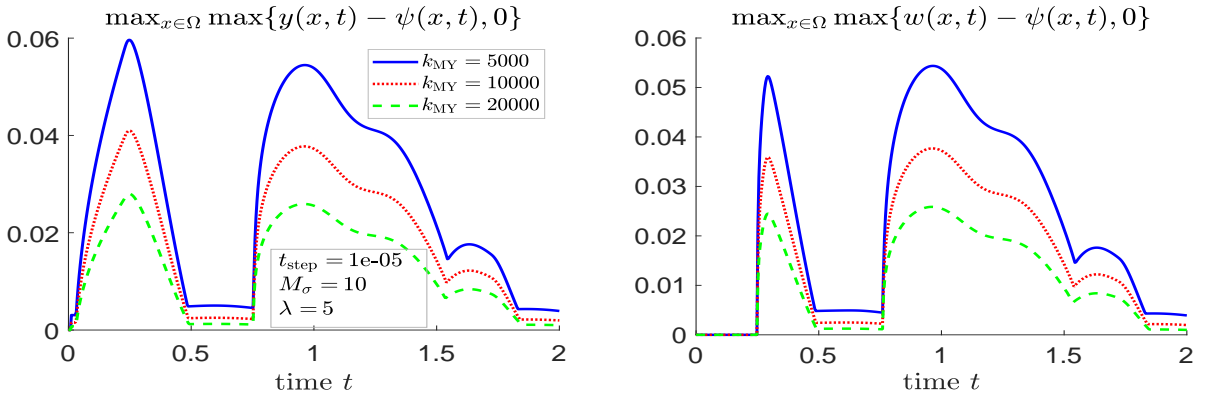 max_{x∈Ω} max{y(x, t) − ψ(x, t), 0}
0.06
0.04
0.02
0
0
0.5
1
1.5
2
time t
k_MY = 5000
k_MY = 10000
k_MY = 20000
t_step = 1e-05
M_σ = 10
λ = 5
max_{x∈Ω} max{w(x, t) − ψ(x, t), 0}
0.06
0.05
0.04
0.03
0.02
0.01
0
0
0.5
1
1.5
2
time t